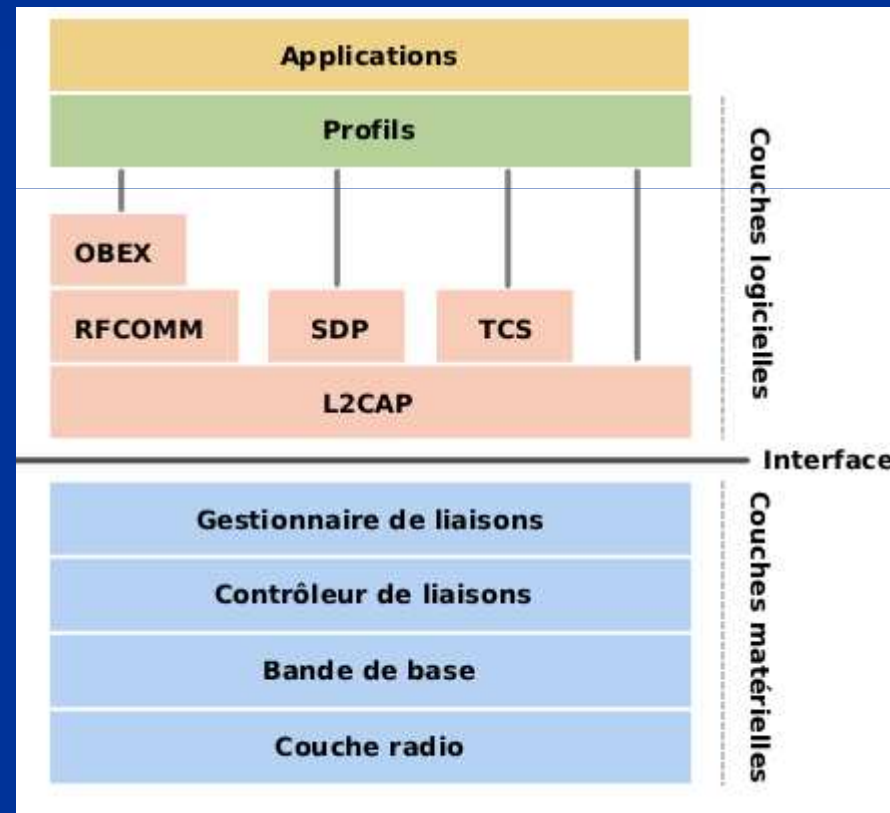 Applications
Profils
OBEX
RFCOMM
SDP
TCS
L2CAP
Couches logicielles
Interface
Gestionnaire de liaisons
Contrôleur de liaisons
Bande de base
Couche radio
Couches matérielles